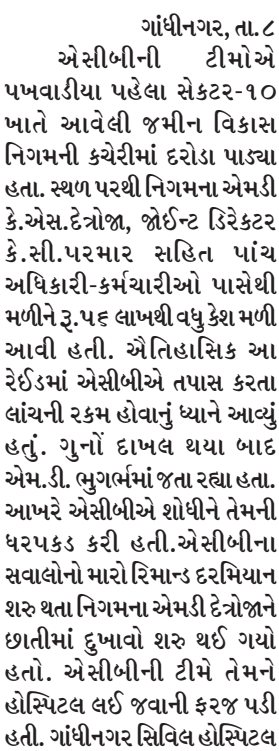 ગાંધીનગર, તા.૮
એસીબીની ટીમોએ
પખવાડીયા પહેલા સેકટર-૧૦
ખાતે આવેલી જમીન વિકાસ
નિગમની કચેરીમાં દરોડા પાડ્યા
હતા. સ્થળ પરથી નિગમના એમડી
કે.એસ.દેત્રોજા, જોઈન્ટ ડિરેકટર
કે.સી.પરમાર સહિત પાંચ
અધિકારી-કર્મચારીઓ પાસેથી
મળીને રૂ.૫૬ લાખથી વધુ કેશ મળી
આવી હતી. ઐતિહાસિક આ
રેઈડમાં એસીબીએ તપાસ કરતા
લાંચની રકમ હોવાનું ધ્યાને આવ્યું
હતું. ગુનોં દાખલ થયા બાદ
એમ.ડી. ભુગર્ભમાં જતા રહ્યા હતા.
આખરે એસીબીએ શોધીને તેમની
ધરપકડ કરી હતી.એસીબીના
સવાલોનો મારો રિમાન્ડ દરમિયાન
શરુ થતા નિગમના એમડી દેત્રોજાને
છાતીમાં દુખાવો શરુ થઈ ગયો
હતો. એસીબીની ટીમે તેમને
હોસ્પિટલ લઈ જવાની ફરજ પડી
હતી. ગાંધીનગર સિવિલ હોસ્પિટલ